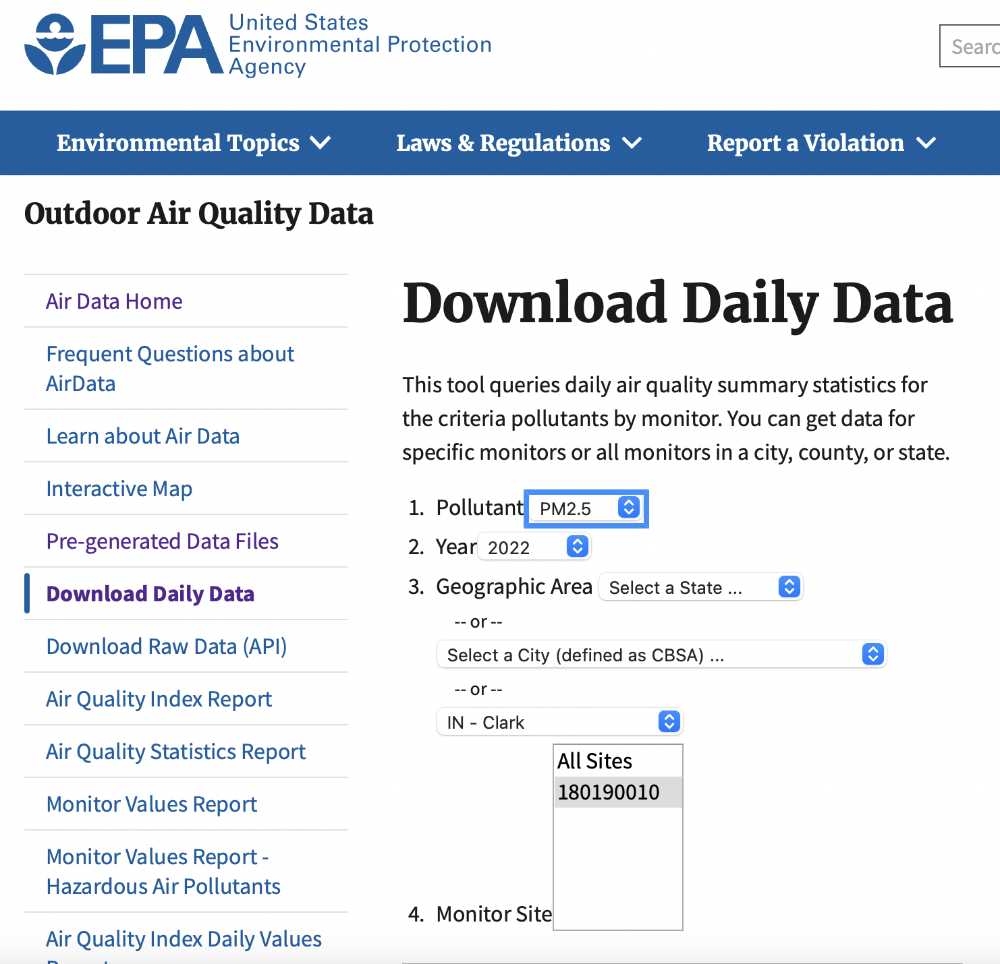 EPA
United States
Environmental Protection
Agency
Searc
Environmental Topics
Laws & Regulations
Report a Violation
Outdoor Air Quality Data
Air Data Home
Frequent Questions about
AirData
Learn about Air Data
Interactive Map
Pre-generated Data Files
Download Daily Data
Download Raw Data (API)
Air Quality Index Report
Air Quality Statistics Report
Monitor Values Report
Monitor Values Report -
Hazardous Air Pollutants
Air Quality Index Daily Values
Download Daily Data
This tool queries daily air quality summary statistics for
the criteria pollutants by monitor. You can get data for
specific monitors or all monitors in a city, county, or state.
1. Pollutant PM2.5
2. Year 2022
3. Geographic Area Select a State ...
-- or --
Select a City (defined as CBSA) ...
-- or --
IN - Clark
All Sites
180190010
4. Monitor Site